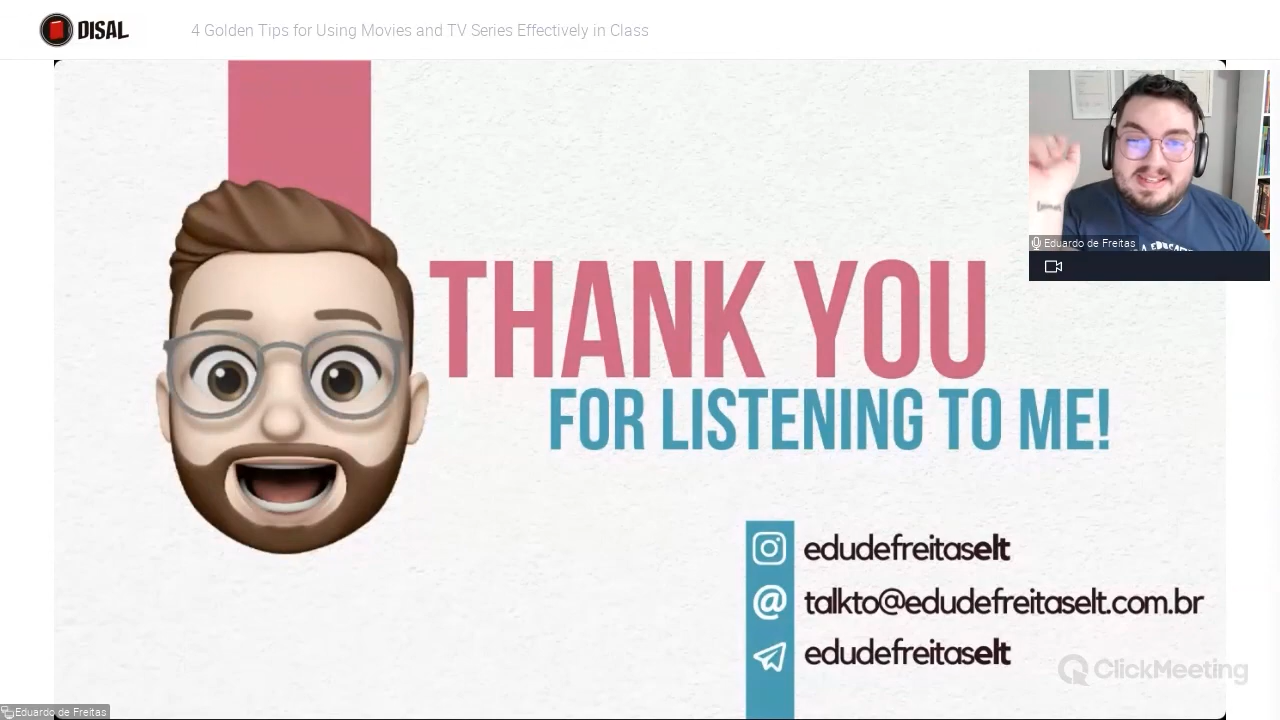 DISAL
4 Golden Tips for Using Movies and TV Series Effectively in Class
Eduardo de Freitas
THANK YOU
FOR LISTENING TO ME!
edudefreitaselt
talkto@edudefreitaselt.com.br
edudefreitaselt
ClickMeeting
Eduardo de Freitas